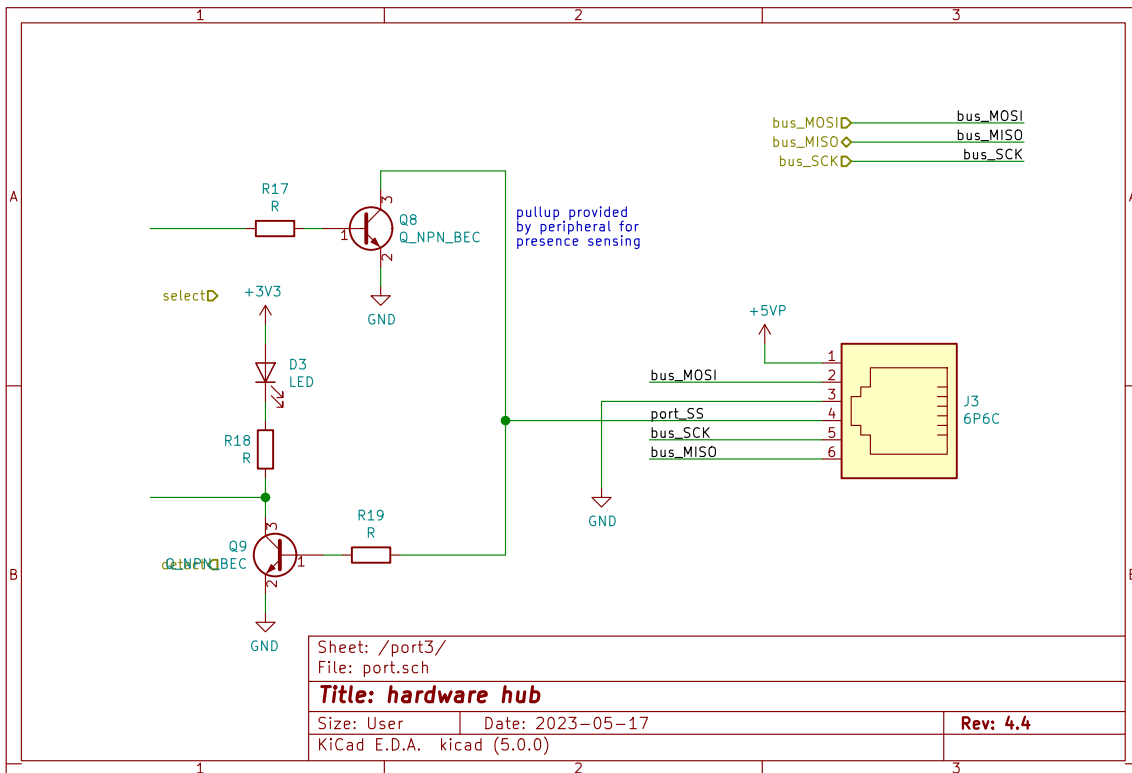 1
2
3
A
A
bus_MOSI
bus_MISO
bus_SCK
bus_MOSI
bus_MISO
bus_SCK
R17
R
1
3
2
Q8
Q_NPN_BEC
GND
pullup provided
by peripheral for
presence sensing
select
+3V3
D3
LED
R18
R
+5VP
bus_MOSI
port_SS
bus_SCK
bus_MISO
1
2
3
4
5
6
J3
6P6C
GND
R19
R
Q9
Q_NPN_BEC
detect
3
1
2
GND
B
Sheet: /port3/
File: port.sch
Title: hardware hub
Size: User
Date: 2023-05-17
Rev: 4.4
KiCad E.D.A. kicad (5.0.0)
1
2
3